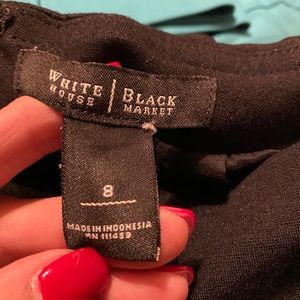 WHITE | BLACK
HOUSE | MARKET
8
MADE IN INDONESIA
RN 111459